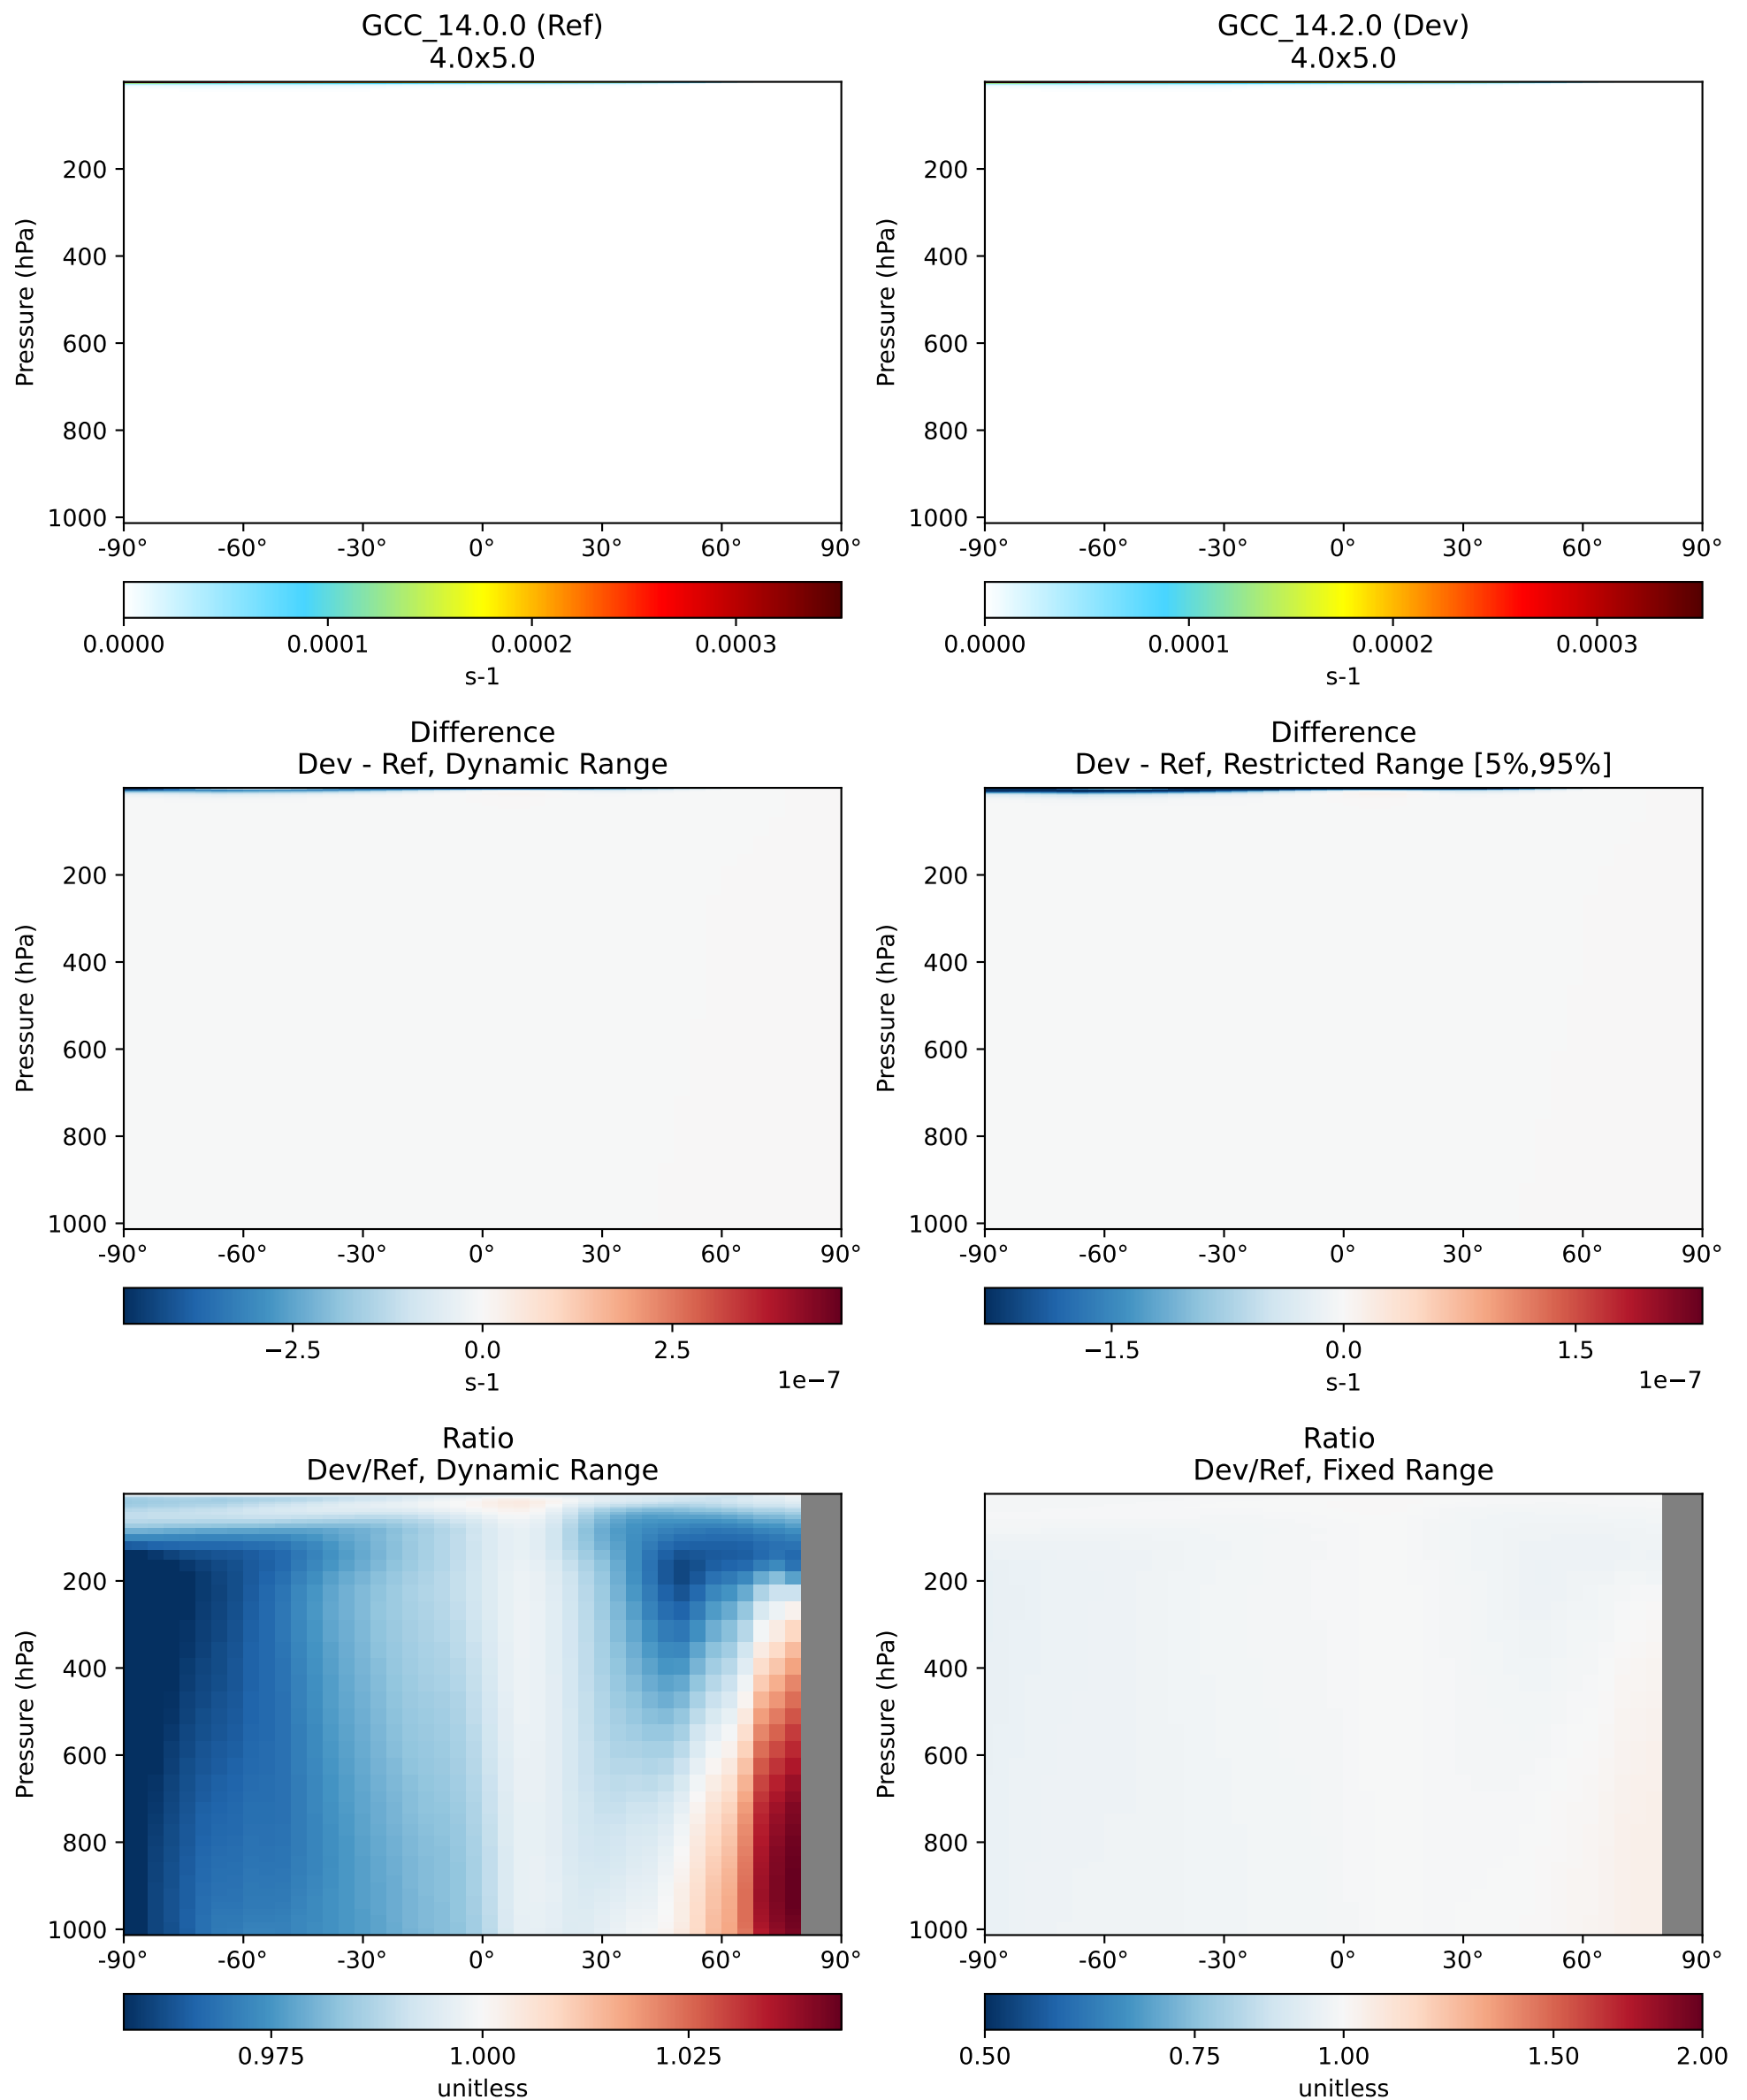 GCC_14.0.0 (Ref)
4.0x5.0
Pressure (hPa)
200
400
600
800
1000
-90° -60° -30° 0° 30° 60° 90°
0.0000 0.0001 0.0002 0.0003
s-1
GCC_14.2.0 (Dev)
4.0x5.0
Pressure (hPa)
200
400
600
800
1000
-90° -60° -30° 0° 30° 60° 90°
0.0000 0.0001 0.0002 0.0003
s-1
Difference
Dev - Ref, Dynamic Range
Pressure (hPa)
200
400
600
800
1000
-90° -60° -30° 0° 30° 60° 90°
−2.5 0.0 2.5
s-1
1e−7
Difference
Dev - Ref, Restricted Range [5%,95%]
Pressure (hPa)
200
400
600
800
1000
-90° -60° -30° 0° 30° 60° 90°
−1.5 0.0 1.5
s-1
1e−7
Ratio
Dev/Ref, Dynamic Range
Pressure (hPa)
200
400
600
800
1000
-90° -60° -30° 0° 30° 60° 90°
0.975 1.000 1.025
unitless
Ratio
Dev/Ref, Fixed Range
Pressure (hPa)
200
400
600
800
1000
-90° -60° -30° 0° 30° 60° 90°
0.50 0.75 1.00 1.50 2.00
unitless